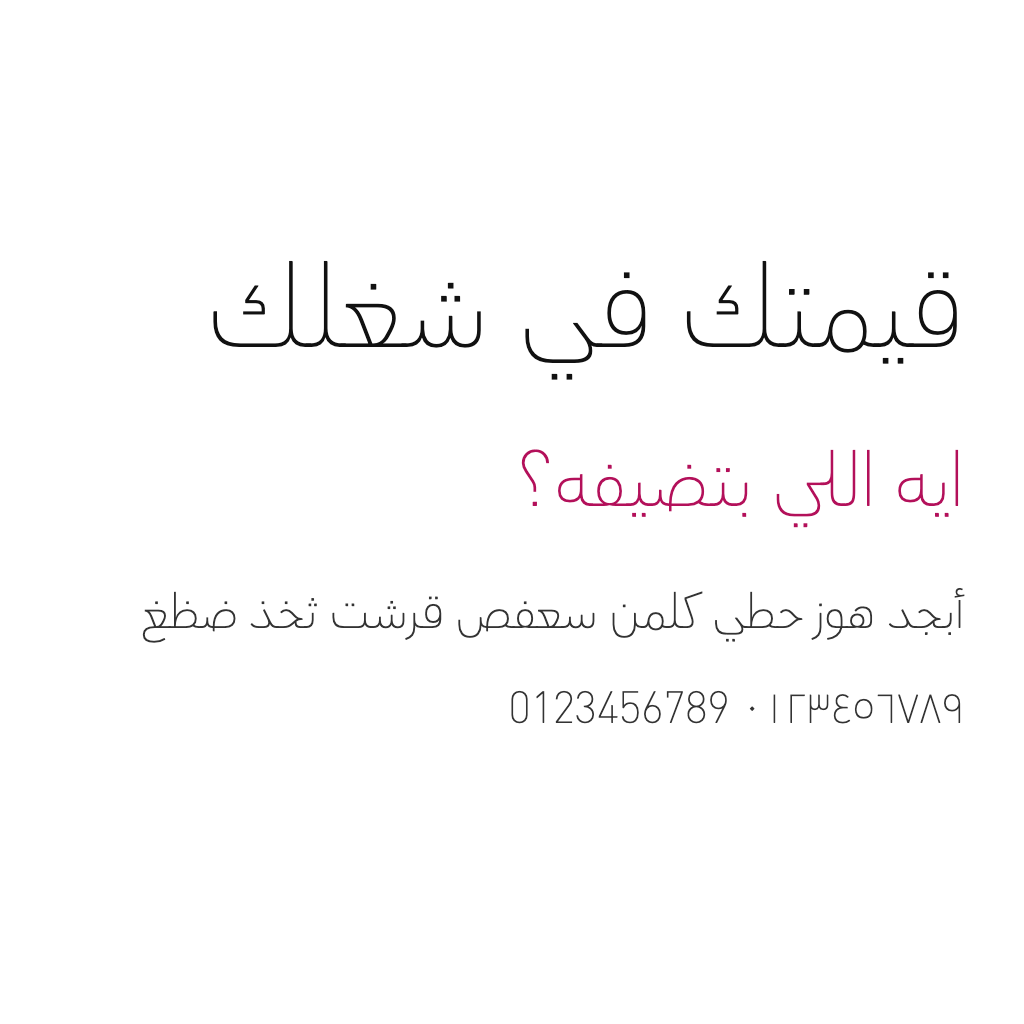 قيمتك في شغلك
ايه اللي بتضيفه؟
أبجد هوز حطي كلمن سعفص قرشت ثخذ ضظغ
0123456789 ٠١٢٣٤٥٦٧٨٩